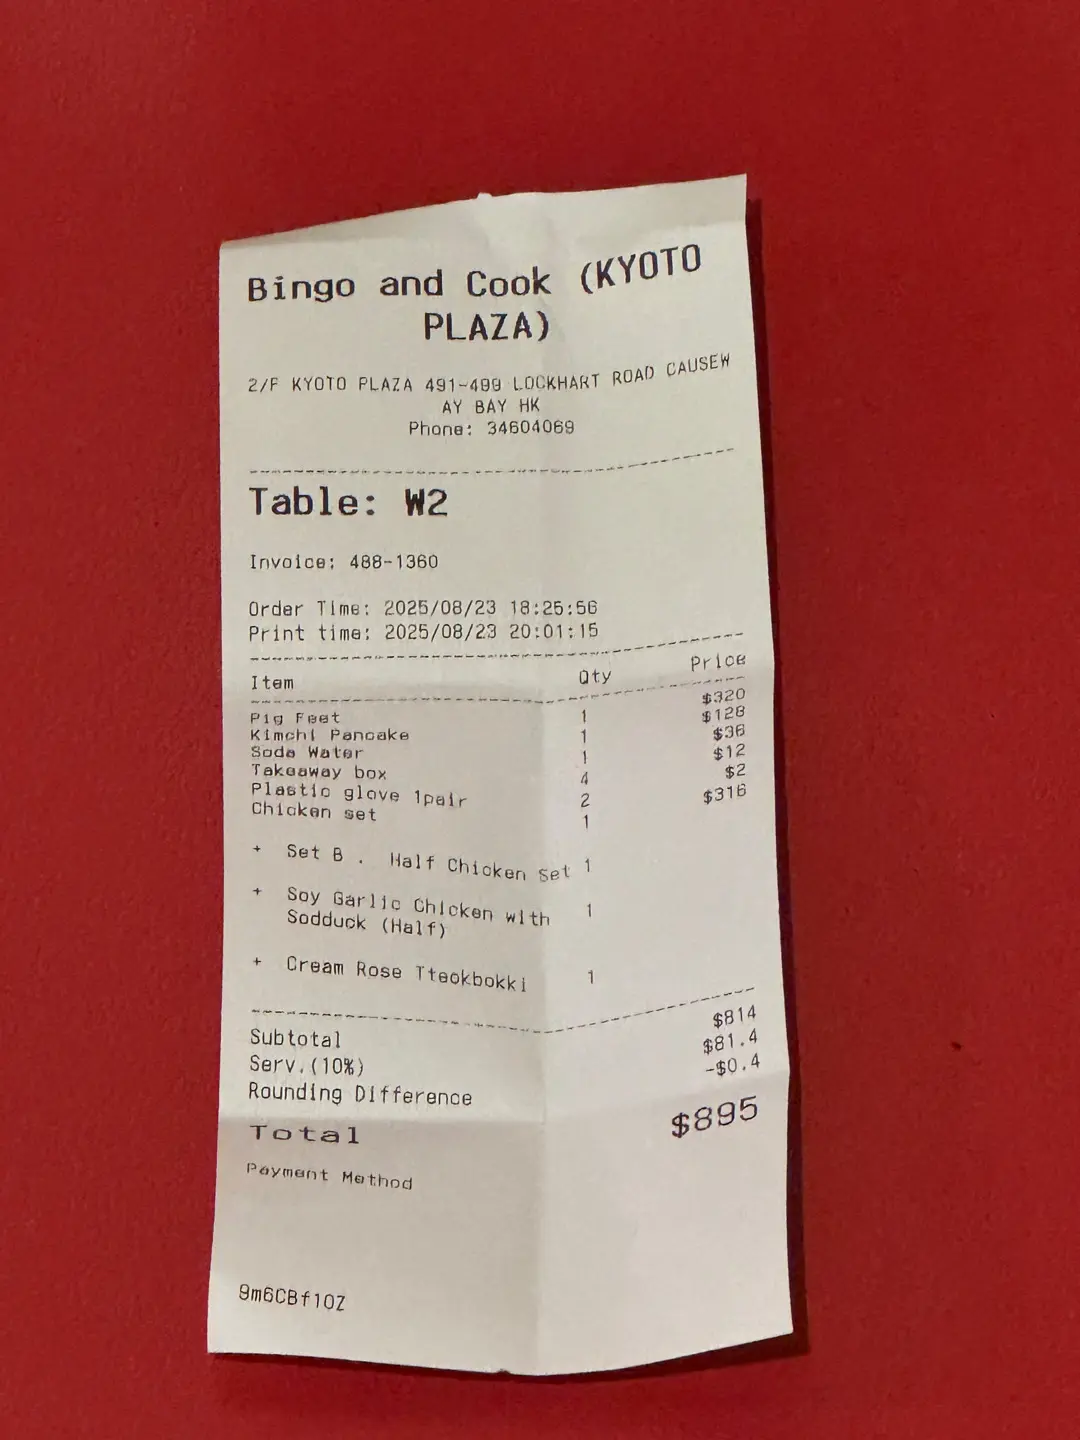 Bingo and Cook (KYOTO
PLAZA)
2/F KYOTO PLAZA 491-499 LOCKHART ROAD CAUSEW
AY BAY HK
Phone: 34604069
Table: W2
Invoice: 488-1360
Order Time: 2025/08/23 18:25:56
Print time: 2025/08/23 20:01:15
Item Qty Price
Pig Feet 1 $320
Kimchi Pancake 1 $128
Soda Water 1 $36
Takeaway box 4 $12
Plastic glove 1pair 2 $2
Chicken set 1 $316
+ Set B . Half Chicken Set 1
+ Soy Garlic Chicken with 1
Sodduck (Half)
+ Cream Rose Tteokbokki 1
Subtotal $814
Serv.(10%) $81.4
Rounding Difference -$0.4
Total $895
Payment Method
9m6CBf10Z